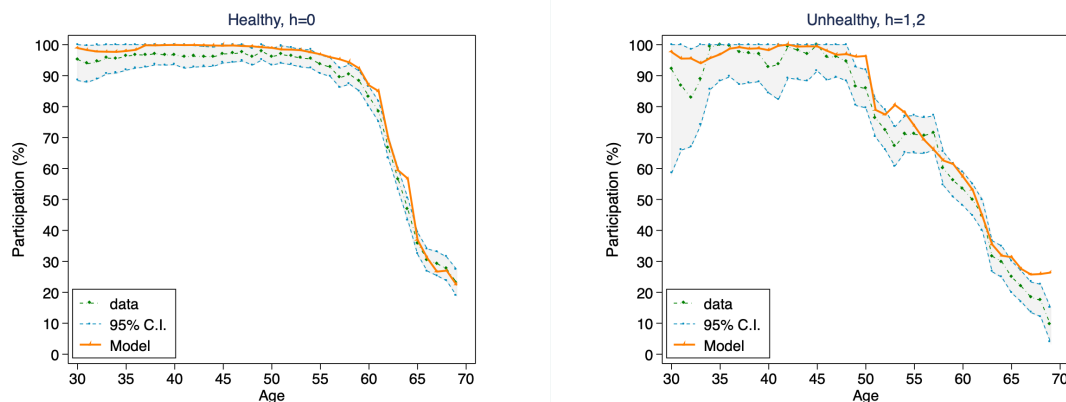 Healthy, h=0
Participation (%)
100
90
80
70
60
50
40
30
20
10
0
data
95% C.I.
Model
30 35 40 45 50 55 60 65 70
Age
Unhealthy, h=1,2
Participation (%)
100
90
80
70
60
50
40
30
20
10
0
data
95% C.I.
Model
30 35 40 45 50 55 60 65 70
Age